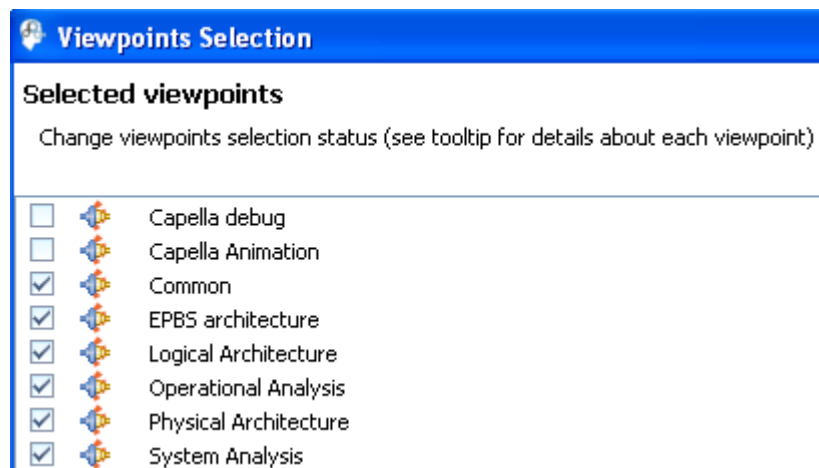 Viewpoints Selection
Selected viewpoints
Change viewpoints selection status (see tooltip for details about each viewpoint)
Capella debug
Capella Animation
Common
EPBS architecture
Logical Architecture
Operational Analysis
Physical Architecture
System Analysis